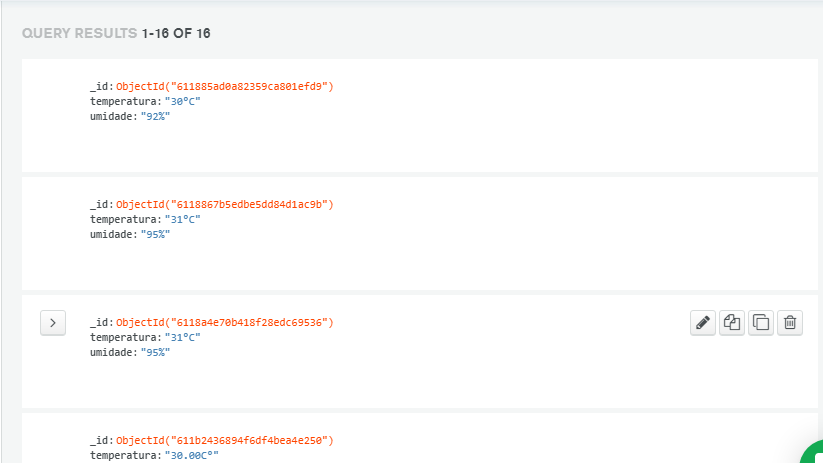 QUERY RESULTS 1-16 OF 16
_id: ObjectId("611885ad0a82359ca801efd9")
temperatura: "30°C"
umidade: "92%"
_id: ObjectId("6118867b5edbe5dd84d1ac9b")
temperatura: "31°C"
umidade: "95%"
_id: ObjectId("6118a4e70b418f28edc69536")
temperatura: "31°C"
umidade: "95%"
_id: ObjectId("611b2436894f6df4bea4e250")
temperatura: "30.00C°"